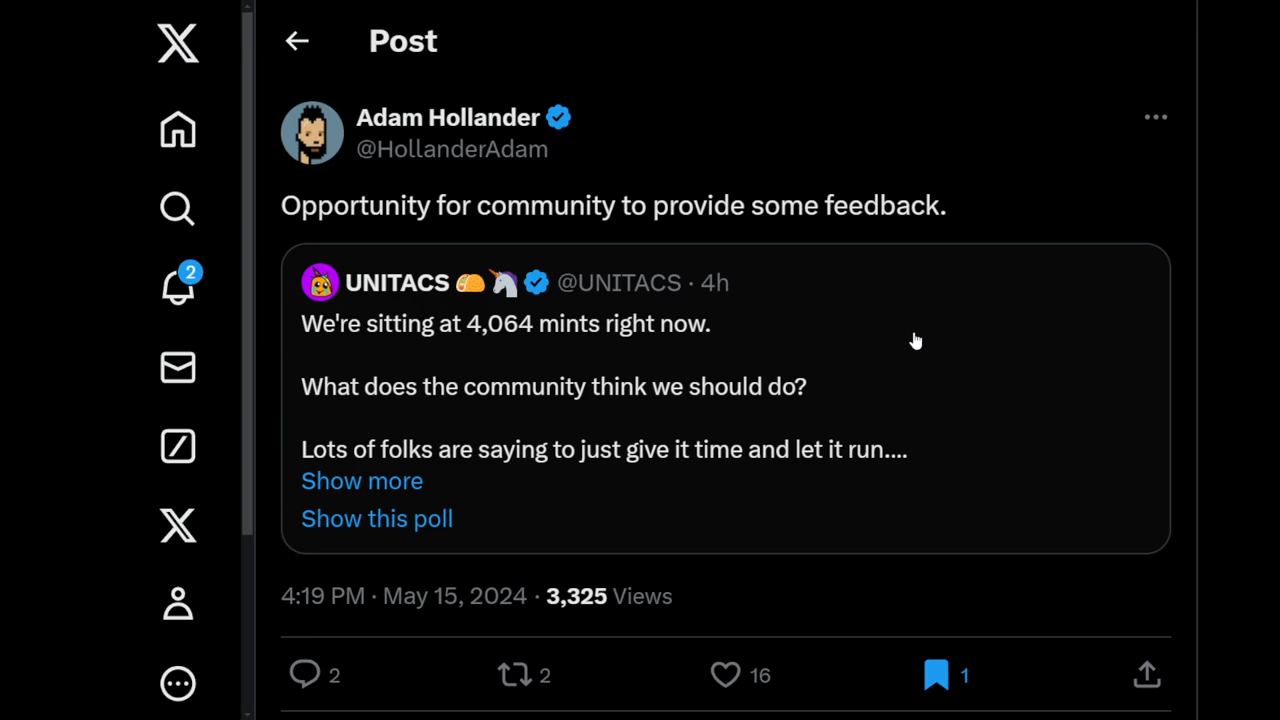 Post
Adam Hollander
@HollanderAdam
Opportunity for community to provide some feedback.
UNITACS 🌮🦄 @UNITACS · 4h
We're sitting at 4,064 mints right now.
What does the community think we should do?
Lots of folks are saying to just give it time and let it run....
Show more
Show this poll
4:19 PM · May 15, 2024 · 3,325 Views
2 2 16 1
2